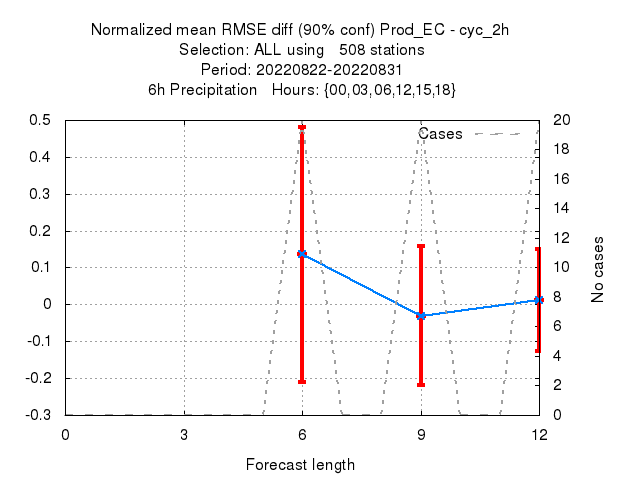 Normalized mean RMSE diff (90% conf) Prod_EC - cyc_2h
Selection: ALL using   508 stations
Period: 20220822-20220831
6h Precipitation   Hours: {00,03,06,12,15,18}
Cases
0.5
0.4
0.3
0.2
0.1
0
-0.1
-0.2
-0.3
20
18
16
14
12
10
8
6
4
2
0
No cases
0 3 6 9 12
Forecast length